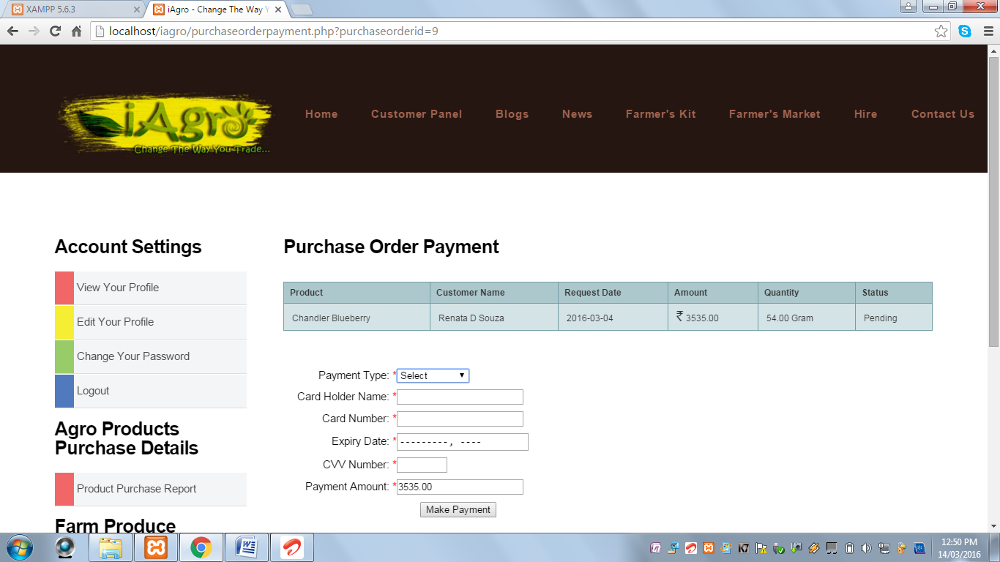 XAMPP 5.6.3
iAgro - Change The Way Y
localhost/iagro/purchaseorderpayment.php?purchaseorderid=9
iAgro
Change The Way You Trade...
Home Customer Panel Blogs News Farmer's Kit Farmer's Market Hire Contact Us
Account Settings
View Your Profile
Edit Your Profile
Change Your Password
Logout
Agro Products
Purchase Details
Product Purchase Report
Farm Produce
Purchase Order Payment
Product Customer Name Request Date Amount Quantity Status
Chandler Blueberry Renata D Souza 2016-03-04 ₹ 3535.00 54.00 Gram Pending
Payment Type: * Select
Card Holder Name: *
Card Number: *
Expiry Date: * ---------, ----
CVV Number: *
Payment Amount: * 3535.00
Make Payment
12:50 PM
14/03/2016